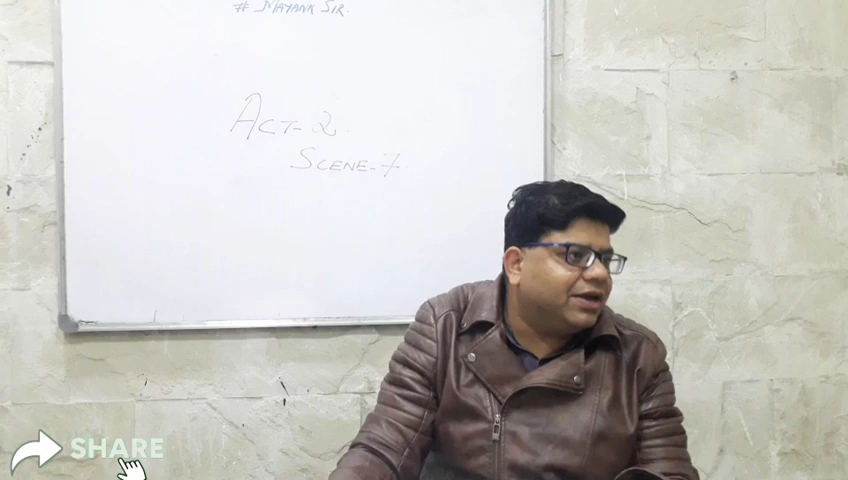 # MAYANK SIR.
ACT-2.
SCENE-7.
SHARE